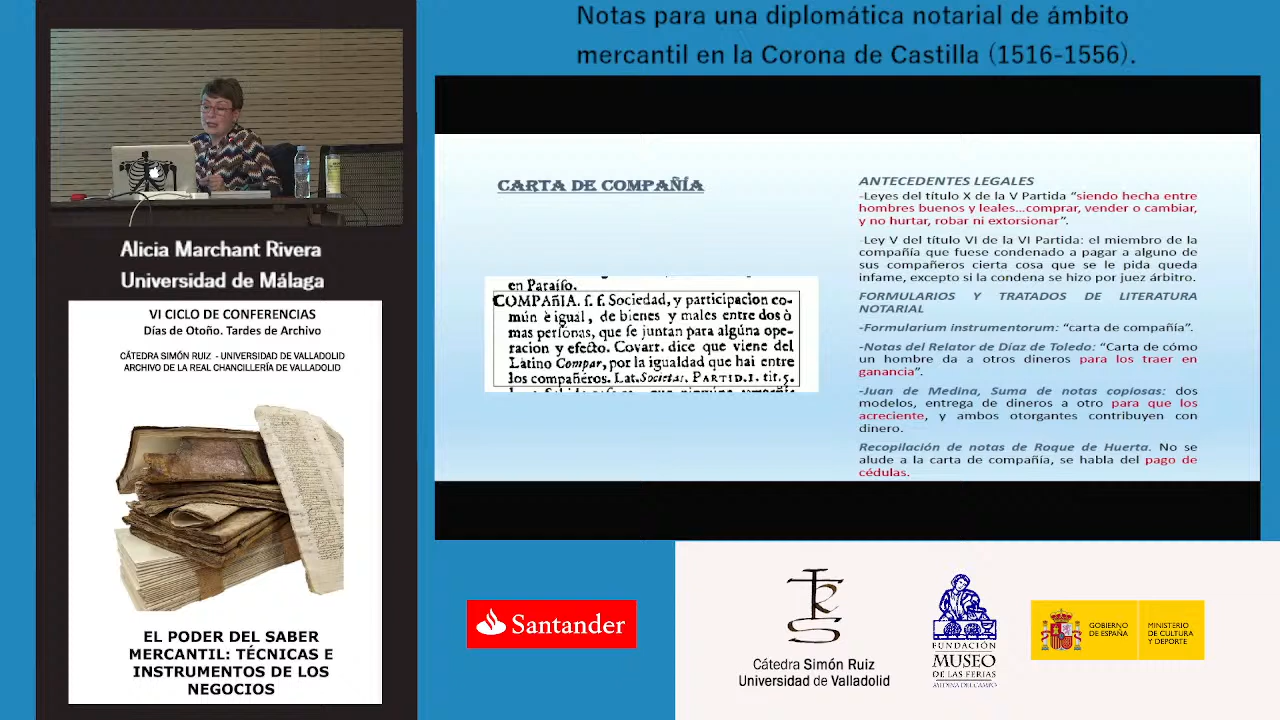 Notas para una diplomática notarial de ámbito
mercantil en la Corona de Castilla (1516-1556).
Alicia Marchant Rivera
Universidad de Málaga
VI CICLO DE CONFERENCIAS
Días de Otoño. Tardes de Archivo
CÁTEDRA SIMÓN RUIZ - UNIVERSIDAD DE VALLADOLID
ARCHIVO DE LA REAL CHANCILLERÍA DE VALLADOLID
EL PODER DEL SABER
MERCANTIL: TÉCNICAS E
INSTRUMENTOS DE LOS
NEGOCIOS
CARTA DE COMPAÑÍA
en Paraíso.
COMPAñIA. s. f. Sociedad, y participacion co-
mún è igual, de bienes y males entre dos ò
mas personas, que se juntan para alguna ope-
racion y efecto. Covarr. dice que viene del
Latino Compar, por la igualdad que hai entre
los compañeros. Lat. Societas. PARTID. 1. tit. 5.
ANTECEDENTES LEGALES
-Leyes del título X de la V Partida "siendo hecha entre
hombres buenos y leales...comprar, vender o cambiar,
y no hurtar, robar ni extorsionar".
-Ley V del título VI de la VI Partida: el miembro de la
compañía que fuese condenado a pagar a alguno de
sus compañeros cierta cosa que se le pida queda
infame, excepto si la condena se hizo por juez árbitro.
FORMULARIOS Y TRATADOS DE LITERATURA
NOTARIAL
-Formularium instrumentorum: "carta de compañía".
-Notas del Relator de Díaz de Toledo: "Carta de cómo
un hombre da a otros dineros para los traer en
ganancia".
-Juan de Medina, Suma de notas copiosas: dos
modelos, entrega de dineros a otro para que los
acreciente, y ambos otorgantes contribuyen con
dinero.
Recopilación de notas de Roque de Huerta. No se
alude a la carta de compañía, se habla del pago de
cédulas.
Santander
Cátedra Simón Ruiz
Universidad de Valladolid
FUNDACIÓN
MUSEO
DE LAS FERIAS
MEDINA DEL CAMPO
GOBIERNO
DE ESPAÑA
MINISTERIO
DE CULTURA
Y DEPORTE